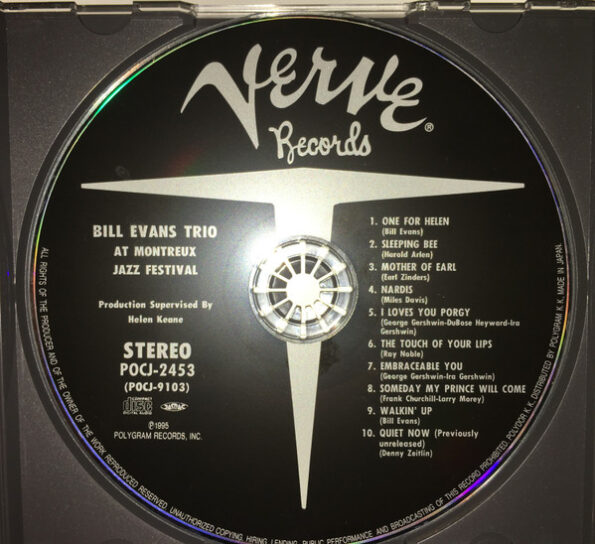 Verve®
Records
BILL EVANS TRIO
AT MONTREUX
JAZZ FESTIVAL
Production Supervised By
Helen Keane
STEREO
POCJ-2453
(POCJ-9103)
COMPACT
disc
DIGITAL AUDIO
℗1995
POLYGRAM RECORDS, INC.
1. ONE FOR HELEN
(Bill Evans)
2. SLEEPING BEE
(Harold Arlen)
3. MOTHER OF EARL
(Earl Zinders)
4. NARDIS
(Miles Davis)
5. I LOVES YOU PORGY
(George Gershwin-DuBose Heyward-Ira
Gershwin)
6. THE TOUCH OF YOUR LIPS
(Ray Noble)
7. EMBRACEABLE YOU
(George Gershwin-Ira Gershwin)
8. SOMEDAY MY PRINCE WILL COME
(Frank Churchill-Larry Morey)
9. WALKIN' UP
(Bill Evans)
10. QUIET NOW (Previously
unreleased)
(Denny Zeitlin)
ALL RIGHTS OF THE PRODUCER AND OF THE OWNER OF THE WORK REPRODUCED RESERVED. UNAUTHORIZED COPYING, HIRING, LENDING, PUBLIC PERFORMANCE AND BROADCASTING OF THIS RECORD PROHIBITED. DISTRIBUTED BY POLYDOR K.K. POLYGRAM K.K. MADE IN JAPAN.